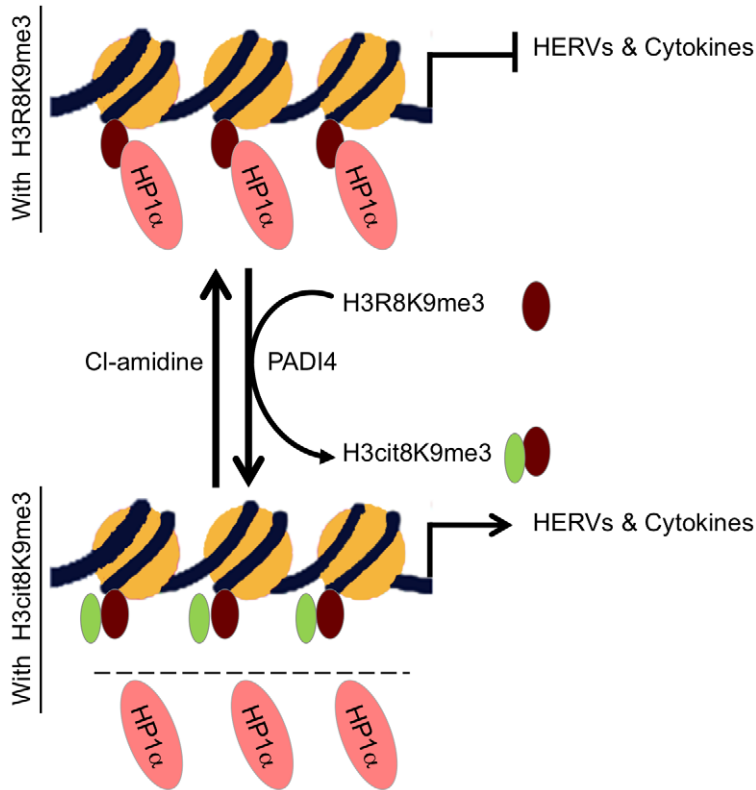 With H3R8K9me3
HERVs & Cytokines
HP1α
HP1α
HP1α
H3R8K9me3
Cl-amidine
PADI4
H3cit8K9me3
With H3cit8K9me3
HERVs & Cytokines
HP1α
HP1α
HP1α